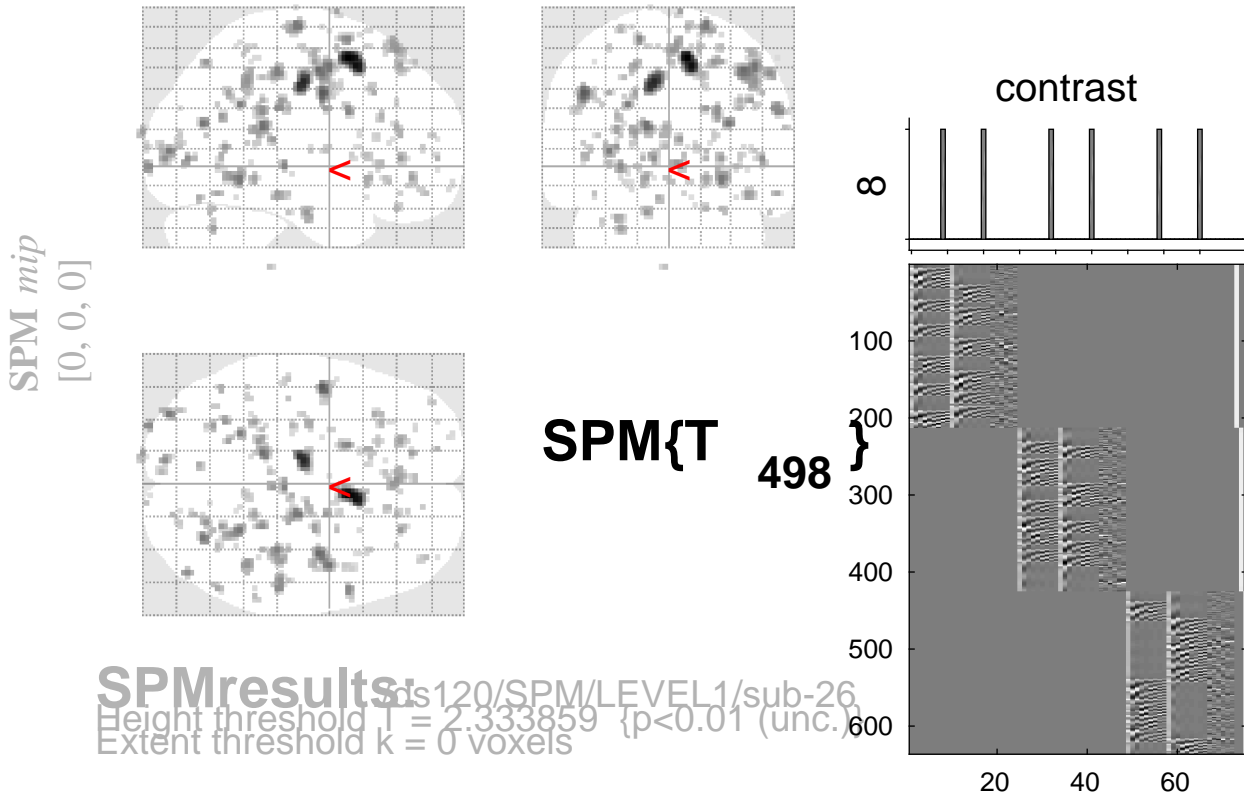 SPM mip
[0, 0, 0]
<
<
<
SPM{T498}
contrast
8
100
200
300
400
500
600
20 40 60
SPMresults: /ds120/SPM/LEVEL1/sub-26
Height threshold T = 2.333859 {p<0.01 (unc.)}
Extent threshold k = 0 voxels